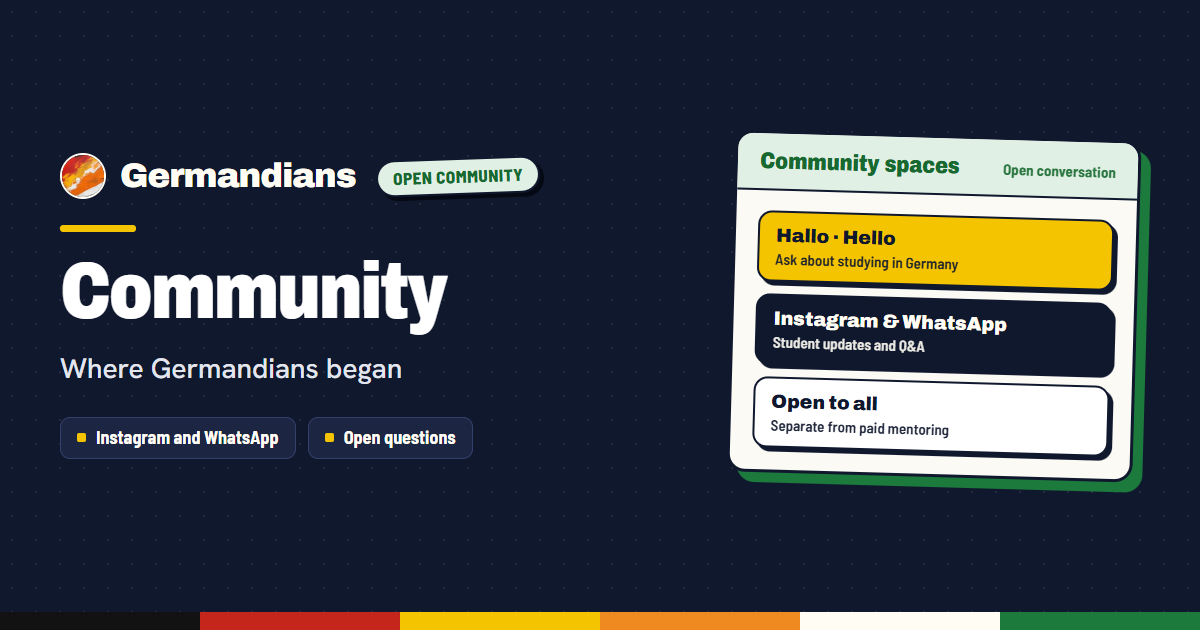 Germandians
OPEN COMMUNITY
Community
Where Germandians began
Instagram and WhatsApp
Open questions
Community spaces
Open conversation
Hallo · Hello
Ask about studying in Germany
Instagram & WhatsApp
Student updates and Q&A
Open to all
Separate from paid mentoring